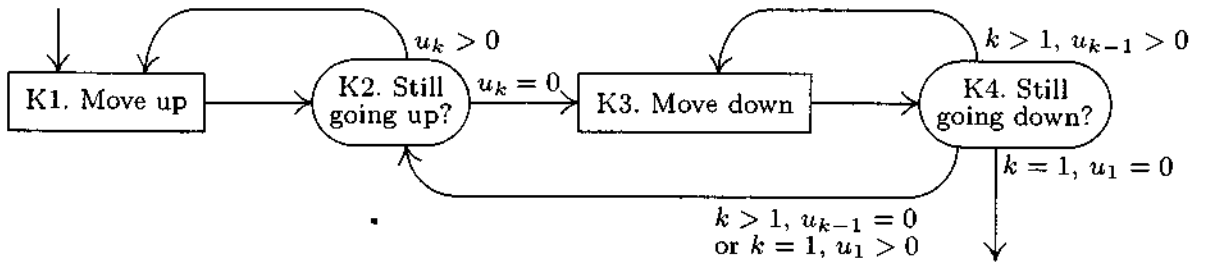 u_k > 0
k > 1, u_{k−1} > 0
K1. Move up
K2. Still
going up?
u_k = 0
K3. Move down
K4. Still
going down?
k = 1, u_1 = 0
k > 1, u_{k−1} = 0
or k = 1, u_1 > 0